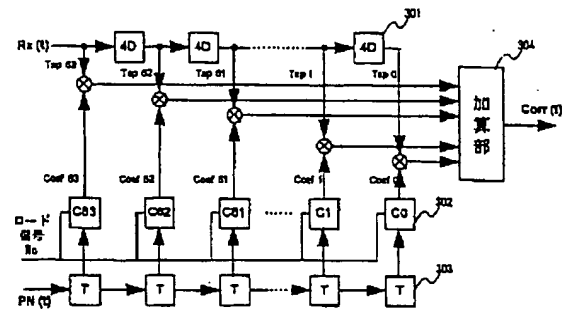 301
304
Rx (t)
4D
4D
4D
Tap 63
Tap 62
Tap 61
Tap 1
Tap 0
加算部
Corr (t)
Coef 63
Coef 62
Coef 61
Coef 1
Coef 0
C63
C62
C61
C1
C0
302
ロード
信号
303
PN (t)
T
T
T
T
T